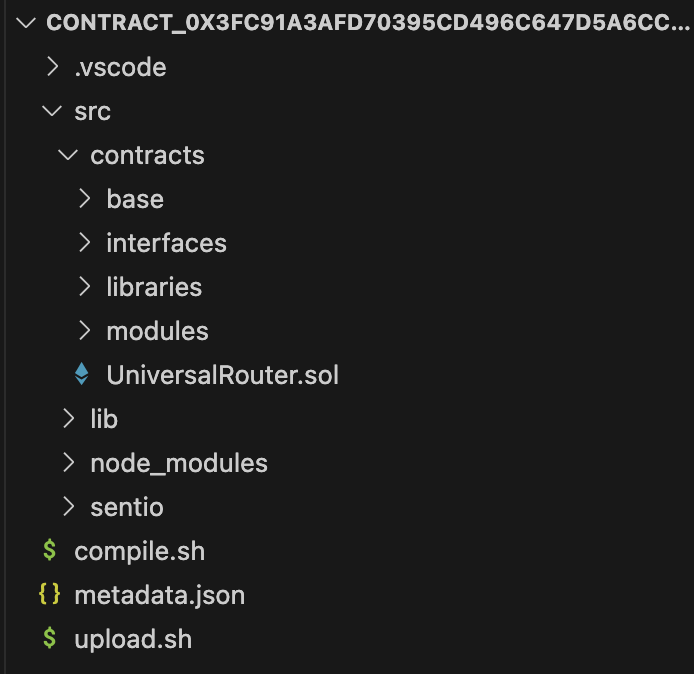 CONTRACT_0X3FC91A3AFD70395CD496C647D5A6CC...
.vscode
src
contracts
base
interfaces
libraries
modules
UniversalRouter.sol
lib
node_modules
sentio
$ compile.sh
{} metadata.json
$ upload.sh